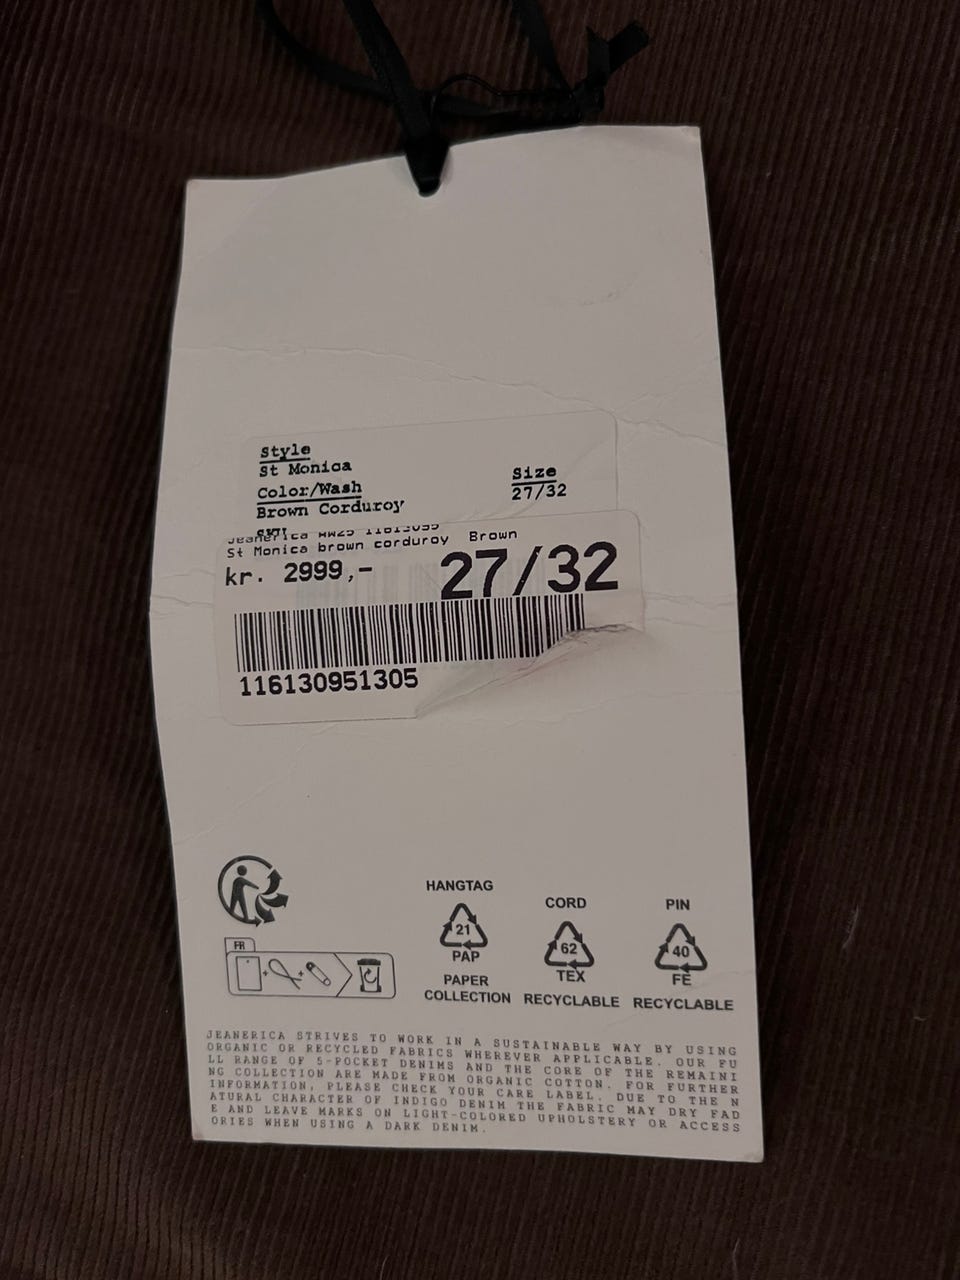 Style
St Monica
Color/Wash
Brown Corduroy
Size
27/32
SKU
Jeanerica
St Monica brown corduroy Brown
kr. 2999,-
27/32
116130951305
FR
HANGTAG
21
PAP
PAPER
COLLECTION
CORD
62
TEX
RECYCLABLE
PIN
40
FE
RECYCLABLE
JEANERICA STRIVES TO WORK IN A SUSTAINABLE WAY BY USING
ORGANIC OR RECYCLED FABRICS WHEREVER APPLICABLE. OUR FU
LL RANGE OF 5-POCKET DENIMS AND THE CORE OF THE REMAINI
NG COLLECTION ARE MADE FROM ORGANIC COTTON. FOR FURTHER
INFORMATION, PLEASE CHECK YOUR CARE LABEL. DUE TO THE N
ATURAL CHARACTER OF INDIGO DENIM THE FABRIC MAY DRY FAD
E AND LEAVE MARKS ON LIGHT-COLORED UPHOLSTERY OR ACCESS
ORIES WHEN USING A DARK DENIM.